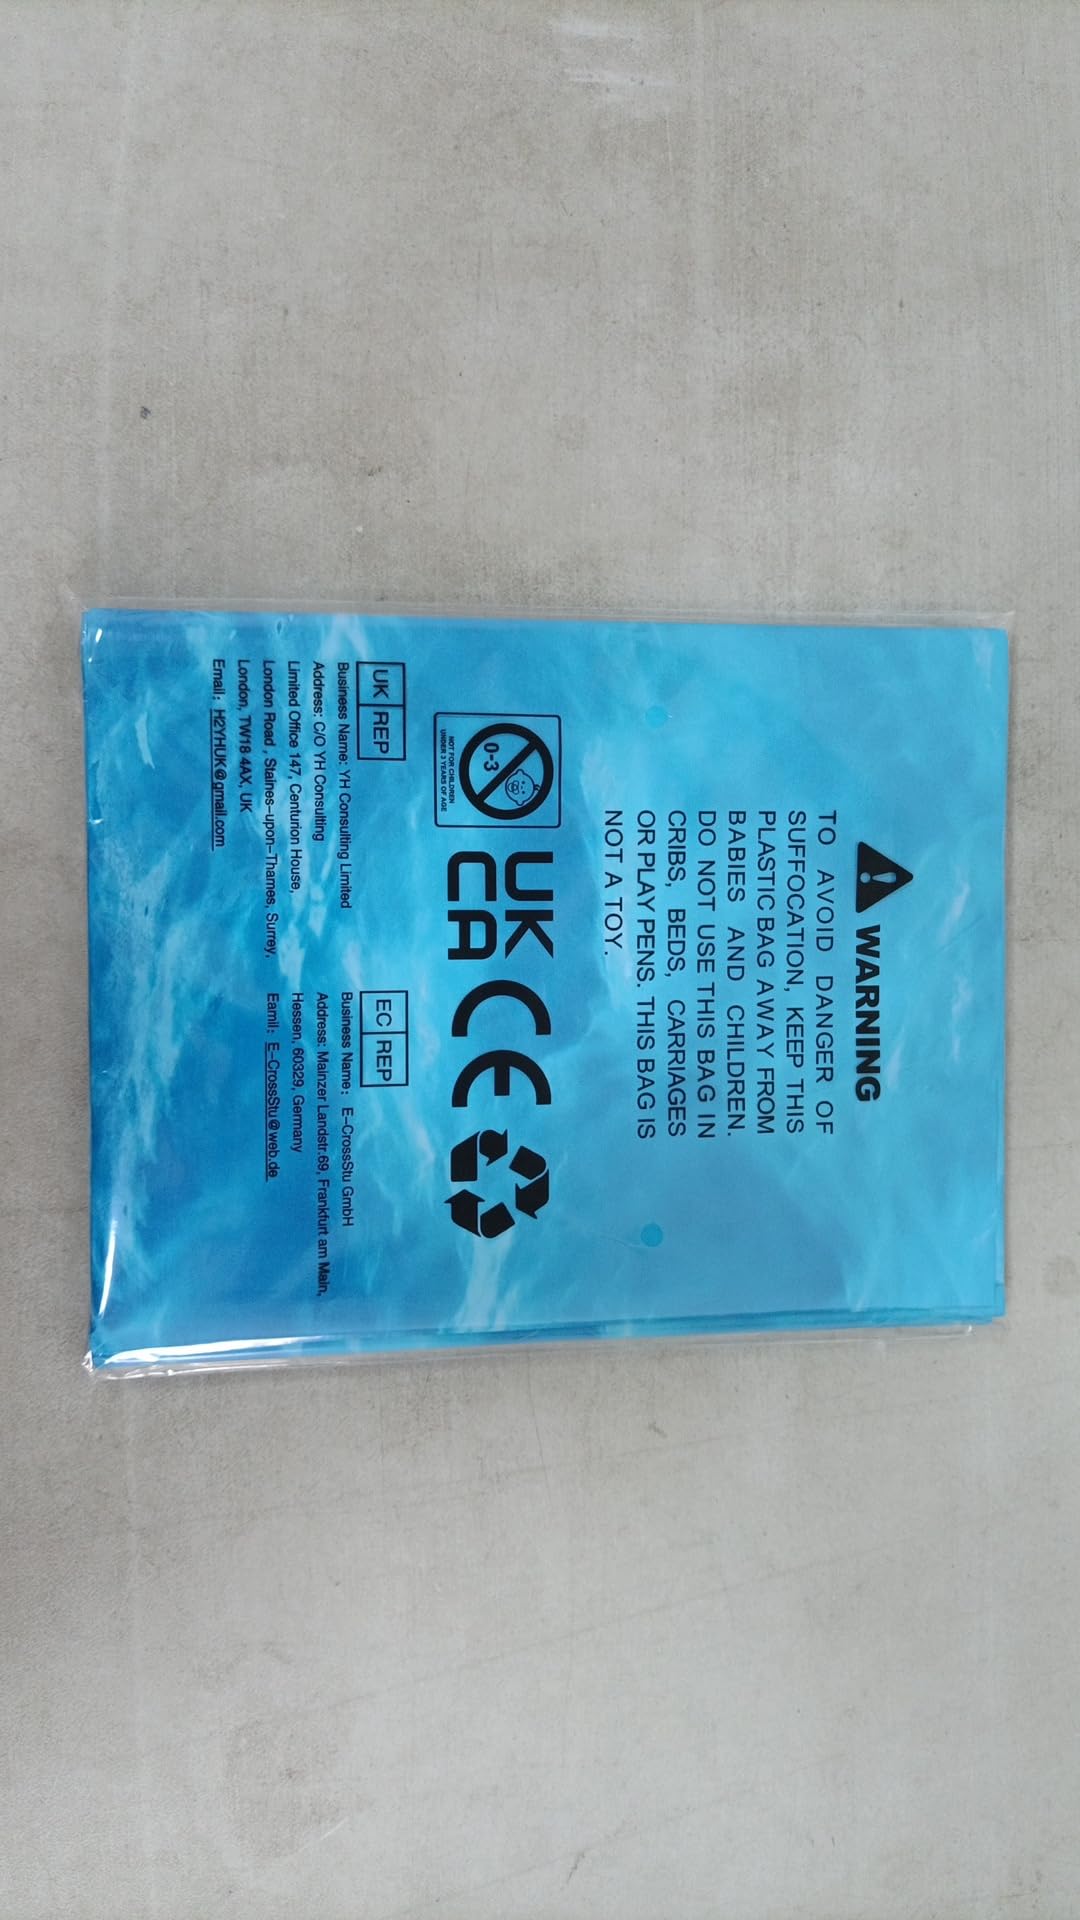 WARNING
TO AVOID DANGER OF
SUFFOCATION, KEEP THIS
PLASTIC BAG AWAY FROM
BABIES AND CHILDREN.
DO NOT USE THIS BAG IN
CRIBS, BEDS, CARRIAGES
OR PLAY PENS. THIS BAG IS
NOT A TOY.
0-3
NOT FOR CHILDREN
UNDER 3 YEARS OF AGE
UK
CA
CE
UK REP
Business Name: YH Consulting Limited
Address: C/O YH Consulting
Limited Office 147, Centurion House,
London Road , Staines-upon-Thames, Surrey,
London, TW18 4AX, UK
Email: H2YHUK@gmail.com
EC REP
Business Name: E-CrossStu GmbH
Address: Mainzer Landstr.69, Frankfurt am Main,
Hessen, 60329, Germany
Eamil: E-CrossStu@web.de